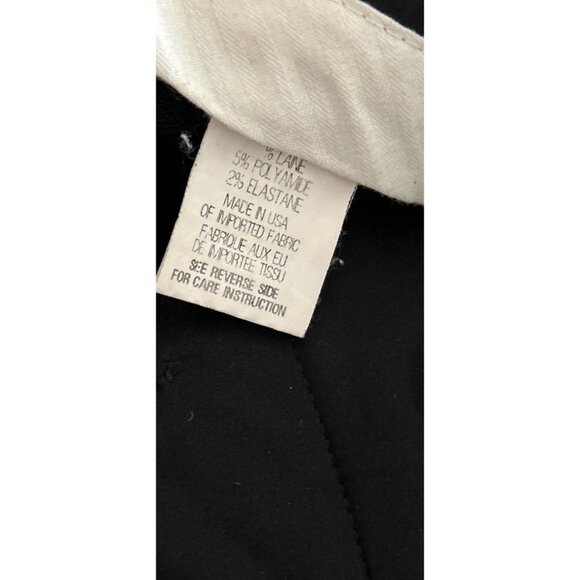 % LAINE
5% POLYAMIDE
2% ELASTANE
MADE IN USA
OF IMPORTED FABRIC
FABRIQUE AUX EU
DE IMPORTEE TISSU
SEE REVERSE SIDE
FOR CARE INSTRUCTION